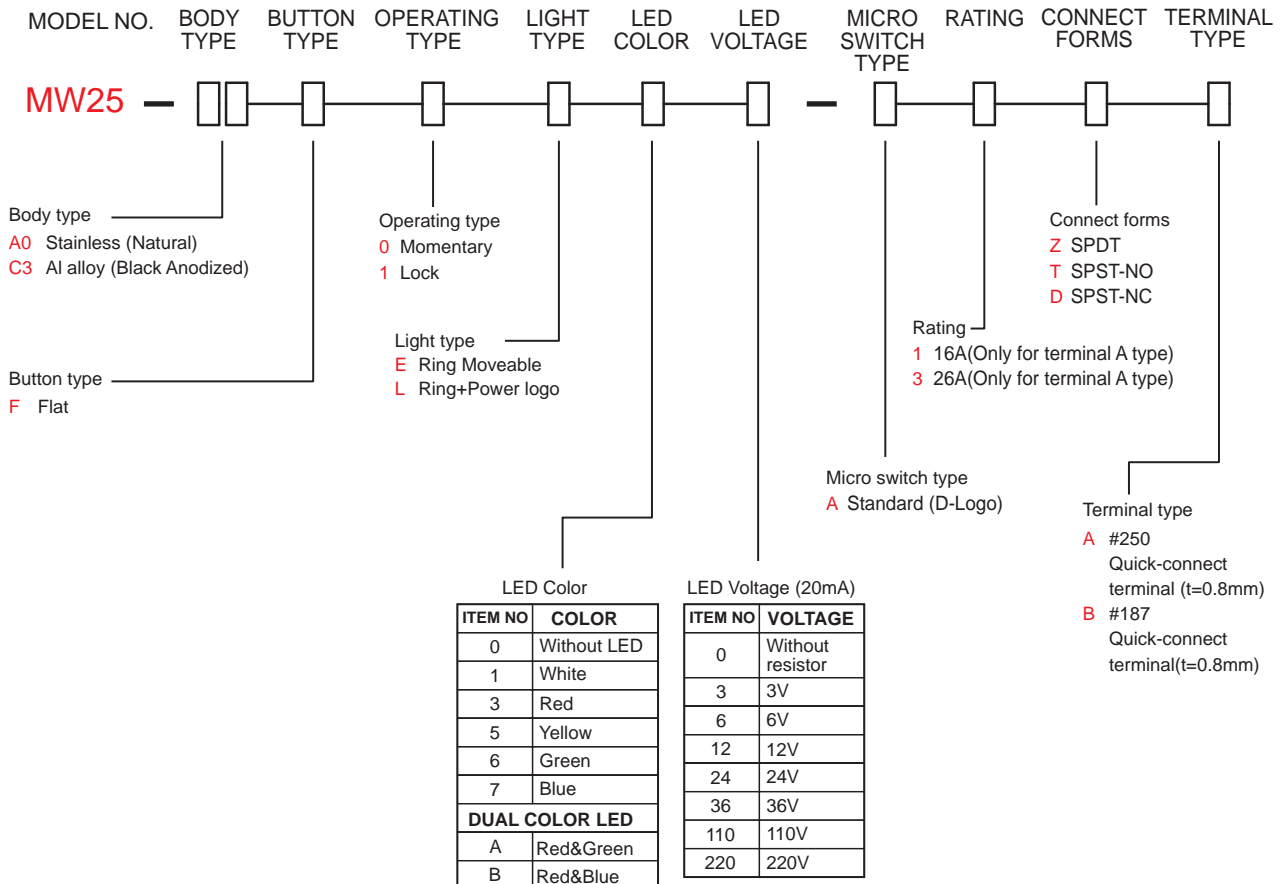 MODEL NO.
BODY TYPE
BUTTON TYPE
OPERATING TYPE
LIGHT TYPE
LED COLOR
LED VOLTAGE
MICRO SWITCH TYPE
RATING
CONNECT FORMS
TERMINAL TYPE
MW25
Body type
A0 Stainless (Natural)
C3 Al alloy (Black Anodized)
Button type
F Flat
Operating type
0 Momentary
1 Lock
Light type
E Ring Moveable
L Ring+Power logo
LED Color
ITEM NO COLOR
0 Without LED
1 White
3 Red
5 Yellow
6 Green
7 Blue
DUAL COLOR LED
A Red&Green
B Red&Blue
LED Voltage (20mA)
ITEM NO VOLTAGE
0 Without resistor
3 3V
6 6V
12 12V
24 24V
36 36V
110 110V
220 220V
Micro switch type
A Standard (D-Logo)
Rating
1 16A(Only for terminal A type)
3 26A(Only for terminal A type)
Connect forms
Z SPDT
T SPST-NO
D SPST-NC
Terminal type
A #250
Quick-connect
terminal (t=0.8mm)
B #187
Quick-connect
terminal(t=0.8mm)